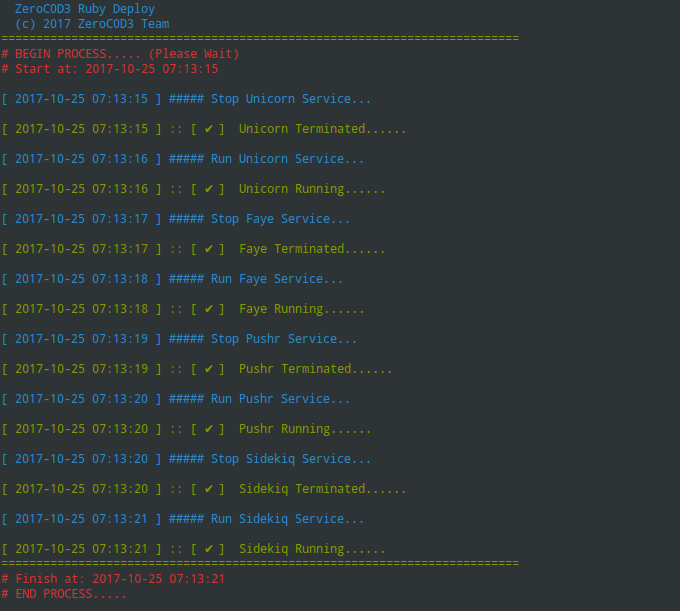 ZeroCOD3 Ruby Deploy
(c) 2017 ZeroCOD3 Team
==========================================================================
# BEGIN PROCESS..... (Please Wait)
# Start at: 2017-10-25 07:13:15
[ 2017-10-25 07:13:15 ] ##### Stop Unicorn Service...
[ 2017-10-25 07:13:15 ] :: [ ✔ ]  Unicorn Terminated......
[ 2017-10-25 07:13:16 ] ##### Run Unicorn Service...
[ 2017-10-25 07:13:16 ] :: [ ✔ ]  Unicorn Running......
[ 2017-10-25 07:13:17 ] ##### Stop Faye Service...
[ 2017-10-25 07:13:17 ] :: [ ✔ ]  Faye Terminated......
[ 2017-10-25 07:13:18 ] ##### Run Faye Service...
[ 2017-10-25 07:13:18 ] :: [ ✔ ]  Faye Running......
[ 2017-10-25 07:13:19 ] ##### Stop Pushr Service...
[ 2017-10-25 07:13:19 ] :: [ ✔ ]  Pushr Terminated......
[ 2017-10-25 07:13:20 ] ##### Run Pushr Service...
[ 2017-10-25 07:13:20 ] :: [ ✔ ]  Pushr Running......
[ 2017-10-25 07:13:20 ] ##### Stop Sidekiq Service...
[ 2017-10-25 07:13:20 ] :: [ ✔ ]  Sidekiq Terminated......
[ 2017-10-25 07:13:21 ] ##### Run Sidekiq Service...
[ 2017-10-25 07:13:21 ] :: [ ✔ ]  Sidekiq Running......
==========================================================================
# Finish at: 2017-10-25 07:13:21
# END PROCESS.....